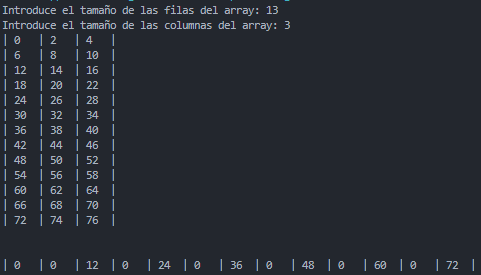 Introduce el tamaño de las filas del array: 13
Introduce el tamaño de las columnas del array: 3
| 0 | 2 | 4 |
| 6 | 8 | 10 |
| 12 | 14 | 16 |
| 18 | 20 | 22 |
| 24 | 26 | 28 |
| 30 | 32 | 34 |
| 36 | 38 | 40 |
| 42 | 44 | 46 |
| 48 | 50 | 52 |
| 54 | 56 | 58 |
| 60 | 62 | 64 |
| 66 | 68 | 70 |
| 72 | 74 | 76 |
| 0 | 0 | 12 | 0 | 24 | 0 | 36 | 0 | 48 | 0 | 60 | 0 | 72 |